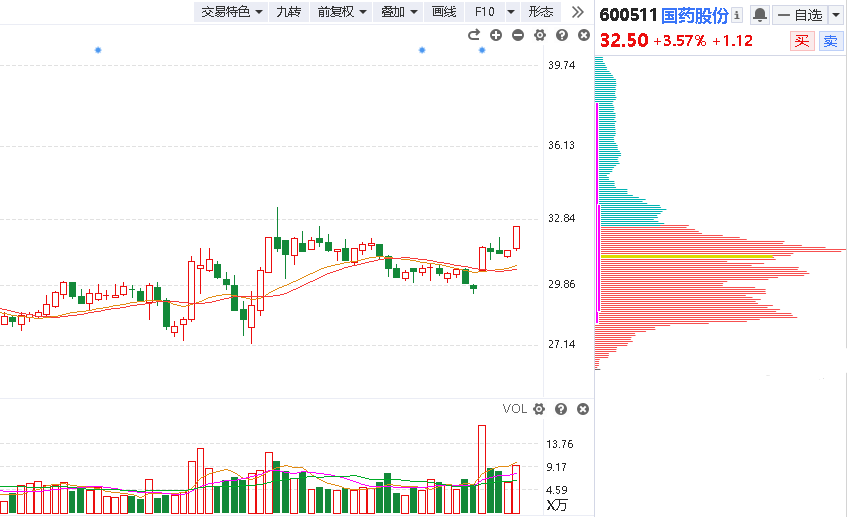 交易特色 九转 前复权 叠加 画线 F10 形态
600511 国药股份 自选
32.50 +3.57% +1.12 买 卖
39.74
36.13
32.84
29.86
27.14
VOL
13.76
9.17
4.59
X万